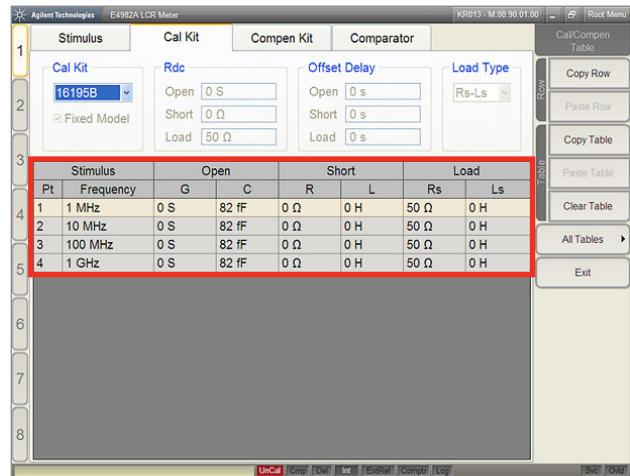 Agilent Technologies E4982A LCR Meter KR013 - M.00.90.01.00 Root Menu
Stimulus Cal Kit Compen Kit Comparator
Cal/Compen Table
Cal Kit Rdc Offset Delay Load Type
16195B Open 0 S Open 0 s Rs-Ls
Fixed Model Short 0 Ω Short 0 s
Load 50 Ω Load 0 s
Stimulus Open Short Load
Pt Frequency G C R L Rs Ls
1 1 MHz 0 S 82 fF 0 Ω 0 H 50 Ω 0 H
2 10 MHz 0 S 82 fF 0 Ω 0 H 50 Ω 0 H
3 100 MHz 0 S 82 fF 0 Ω 0 H 50 Ω 0 H
4 1 GHz 0 S 82 fF 0 Ω 0 H 50 Ω 0 H
1
2
3
4
5
6
7
8
Row
Copy Row
Paste Row
Table
Copy Table
Paste Table
Clear Table
All Tables
Exit
UnCal Cmp Del Int ExtRef Comptr Log Svc Ovld